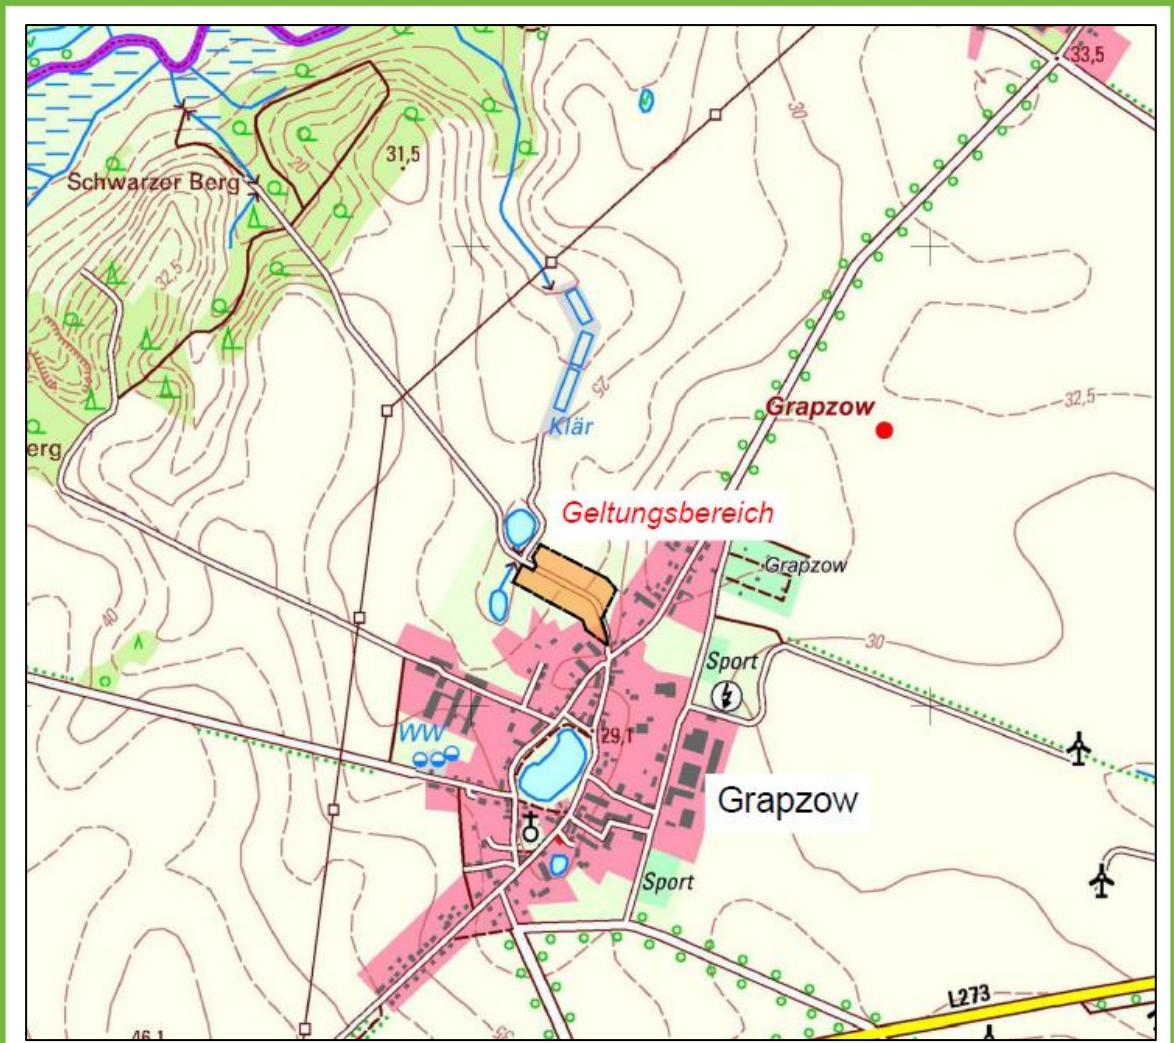 33,5
30
31,5
20
Schwarzer Berg
32,5
25
Grapzow
32,5
Klär
erg
Geltungsbereich
Grapzow
40
30
Sport
WW
29,1
Grapzow
Sport
L273
35
46,1